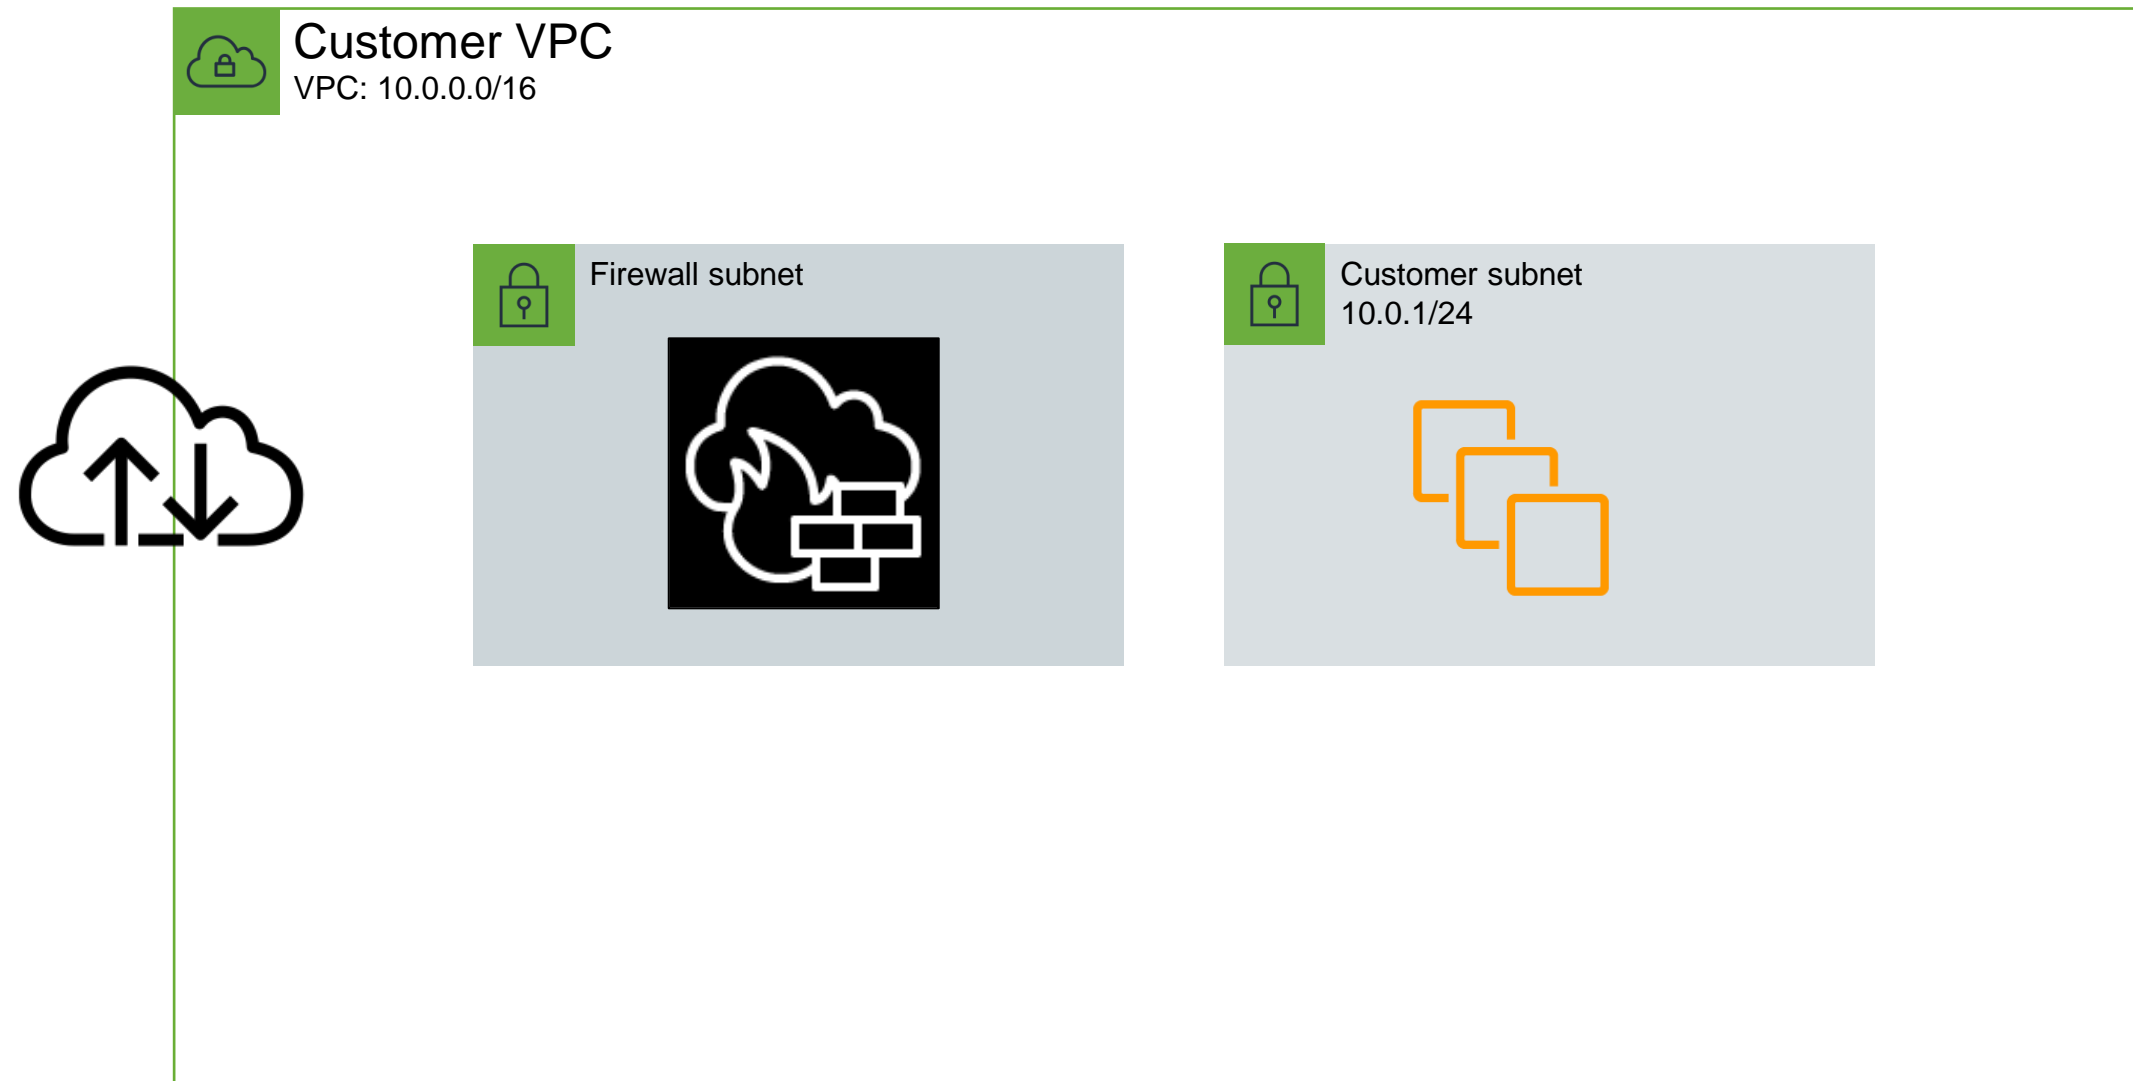 Customer VPC
VPC: 10.0.0.0/16
Firewall subnet
Customer subnet
10.0.1/24